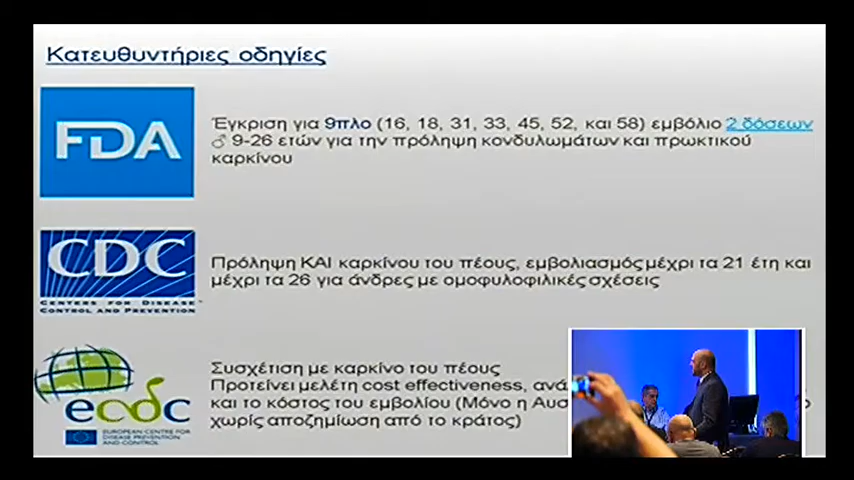 Κατευθυντήριες οδηγίες
FDA
Έγκριση για 9πλο (16, 18, 31, 33, 45, 52, και 58) εμβόλιο 2 δόσεων
♂ 9-26 ετών για την πρόληψη κονδυλωμάτων και πρωκτικού
καρκίνου
CDC
CENTERS FOR DISEASE
CONTROL AND PREVENTION
Πρόληψη ΚΑΙ καρκίνου του πέους, εμβολιασμός μέχρι τα 21 έτη και
μέχρι τα 26 για άνδρες με ομοφυλοφιλικές σχέσεις
ecdc
EUROPEAN CENTRE FOR
DISEASE PREVENTION
AND CONTROL
Συσχέτιση με καρκίνο του πέους
Προτείνει μελέτη cost effectiveness,
και το κόστος του εμβολίου (Μόνο η
χωρίς αποζημίωση από το κράτος)